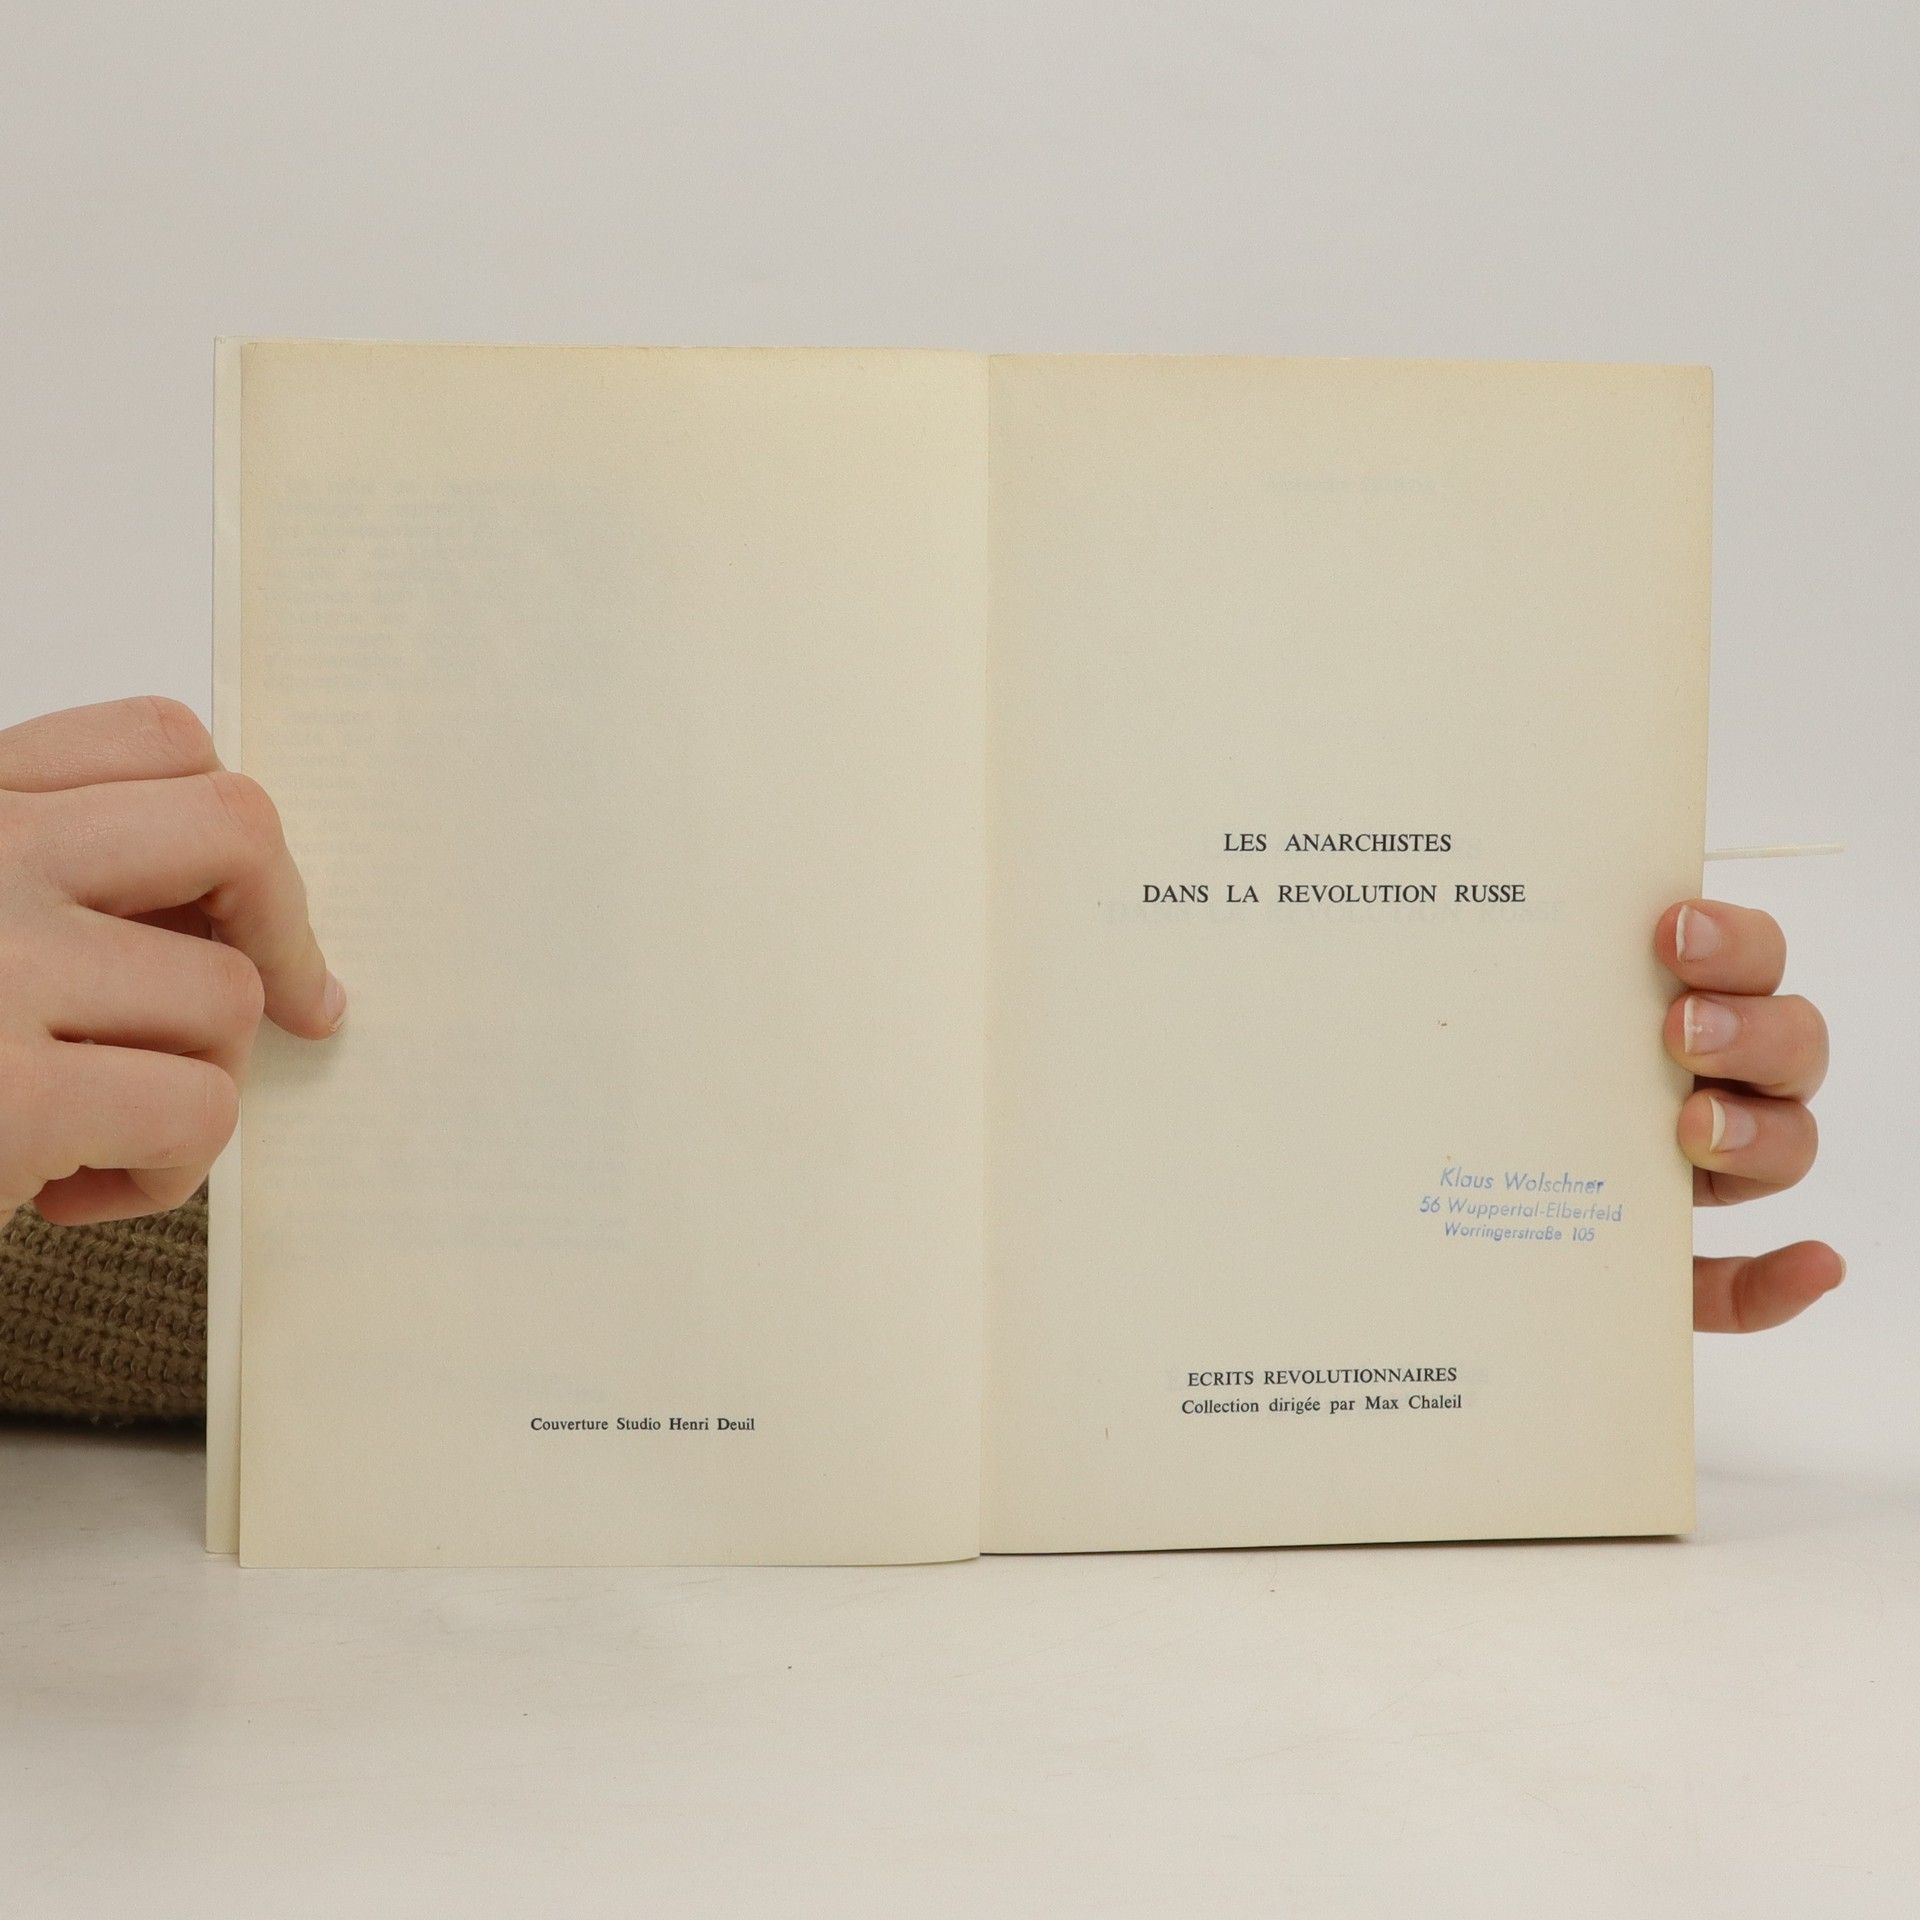 Couverture Studio Henri Deuil
LES ANARCHISTES
DANS LA REVOLUTION RUSSE
Klaus Wolschner
56 Wuppertal-Elberfeld
Worringerstraße 105
ECRITS REVOLUTIONNAIRES
Collection dirigée par Max Chaleil